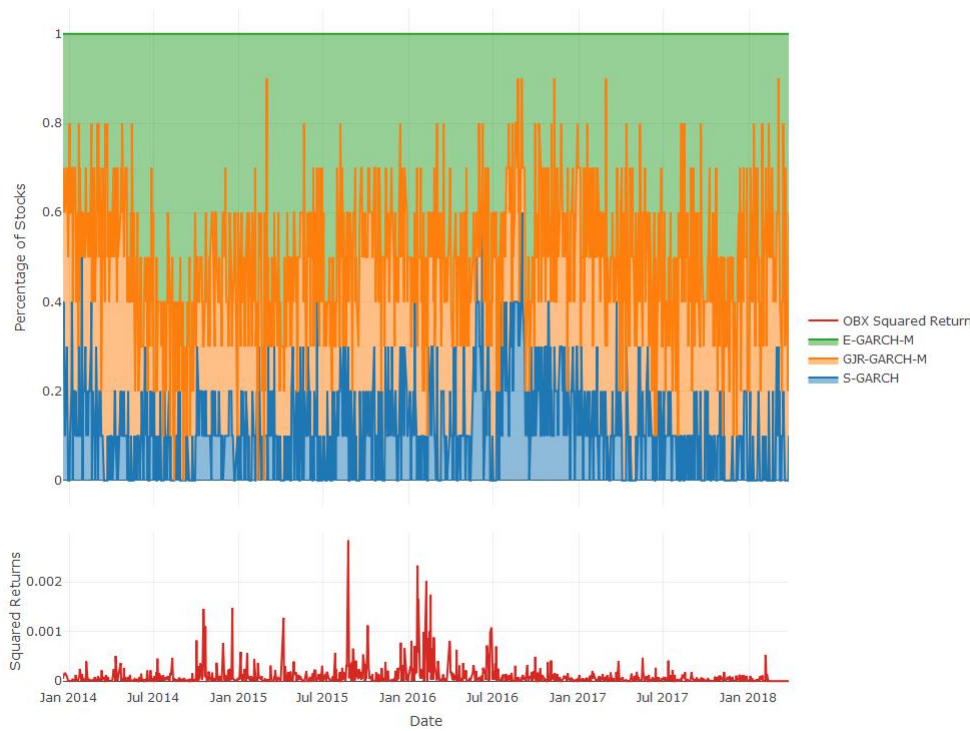 1
0.8
0.6
0.4
0.2
0
Percentage of Stocks
OBX Squared Return
E-GARCH-M
GJR-GARCH-M
S-GARCH
0.002
0.001
0
Squared Returns
Jan 2014 Jul 2014 Jan 2015 Jul 2015 Jan 2016 Jul 2016 Jan 2017 Jul 2017 Jan 2018
Date